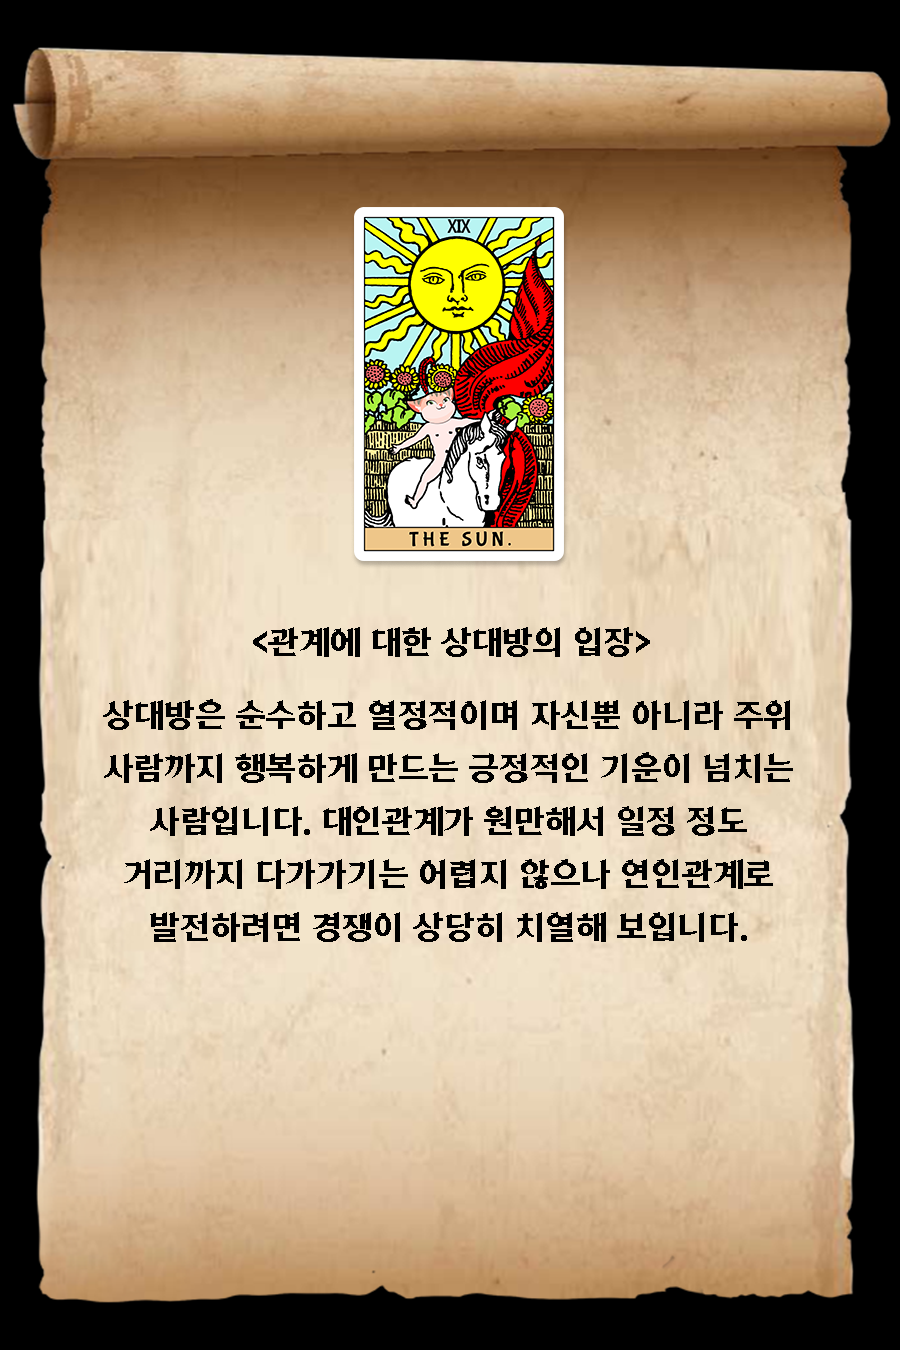 XIX
THE SUN.
<관계에 대한 상대방의 입장>
상대방은 순수하고 열정적이며 자신뿐 아니라 주위
사람까지 행복하게 만드는 긍정적인 기운이 넘치는
사람입니다. 대인관계가 원만해서 일정 정도
거리까지 다가가기는 어렵지 않으나 연인관계로
발전하려면 경쟁이 상당히 치열해 보입니다.